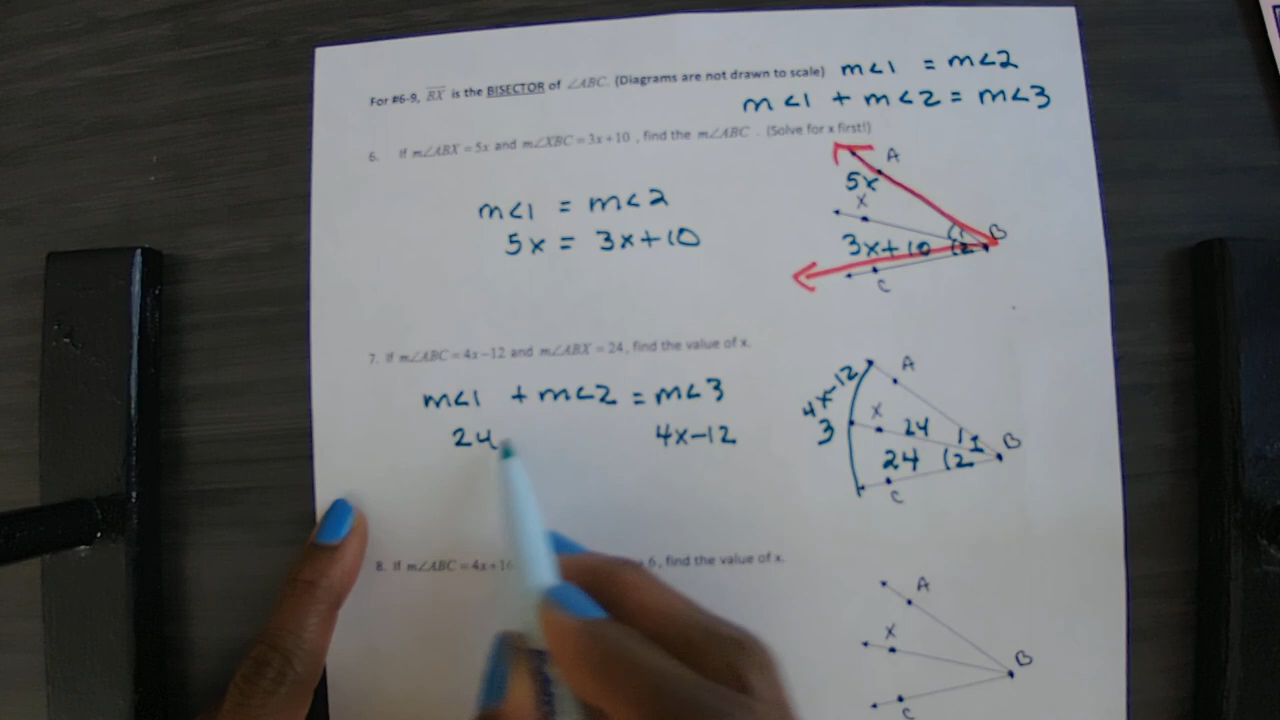 For #6-9, BX is the BISECTOR of ∠ABC. (Diagrams are not drawn to scale) m<1 = m<2
m<1 + m<2 = m<3
6. If m∠ABX = 5x and m∠XBC = 3x+10, find the m∠ABC. (Solve for x first!)
A
5x
X
m<1 = m<2
5x = 3x+10
3x+10 (1 (2 B
C
7. If m∠ABC = 4x-12 and m∠ABX = 24, find the value of x.
m<1 + m<2 = m<3
24 4x-12
4x-12 A
3 X 24 1 B
24 (2
C
8. If m∠ABC = 4x+16 6, find the value of x.
A
X
B
C